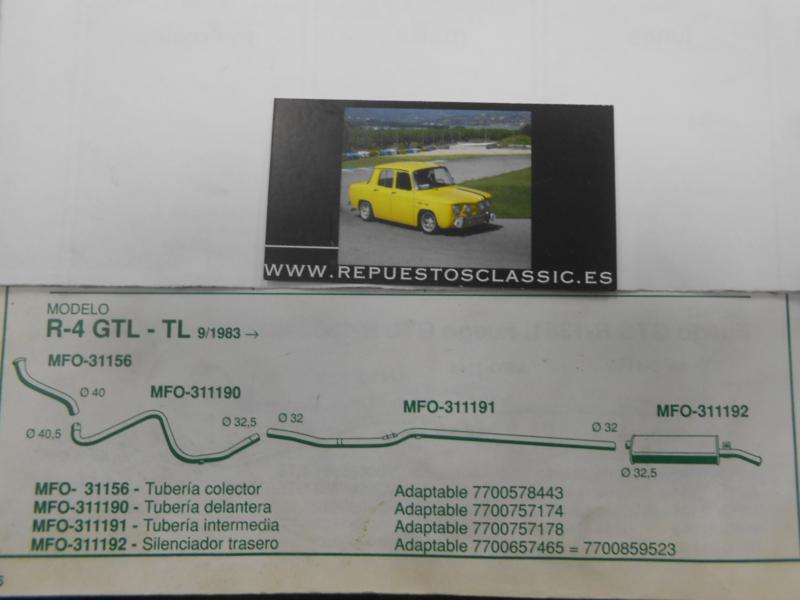 WWW.REPUESTOSCLASSIC.ES
MODELO
R-4 GTL - TL 9/1983 →
MFO-31156
Ø 40
MFO-311190
Ø 40,5
Ø 32,5
Ø 32
MFO-311191
Ø 32
MFO-311192
Ø 32,5
MFO- 31156 - Tubería colector Adaptable 7700578443
MFO-311190 - Tubería delantera Adaptable 7700757174
MFO-311191 - Tubería intermedia Adaptable 7700757178
MFO-311192 - Silenciador trasero Adaptable 7700657465 = 7700859523